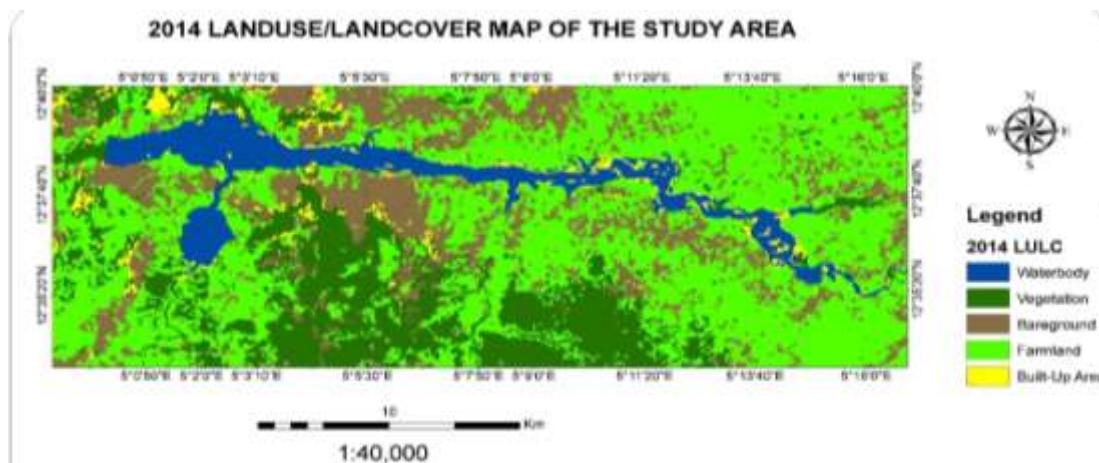 2014 LANDUSE/LANDCOVER MAP OF THE STUDY AREA
5°0'50"E 5°2'0"E 5°3'10"E 5°5'30"E 5°7'50"E 5°9'0"E 5°11'20"E 5°13'40"E 5°16'0"E
N
W E
S
Legend
2014 LULC
Waterbody
Vegetation
Bareground
Farmland
Built-Up Area
5°0'50"E 5°2'0"E 5°3'10"E 5°5'30"E 5°7'50"E 5°9'0"E 5°11'20"E 5°13'40"E 5°16'0"E
10
Km
1:40,000